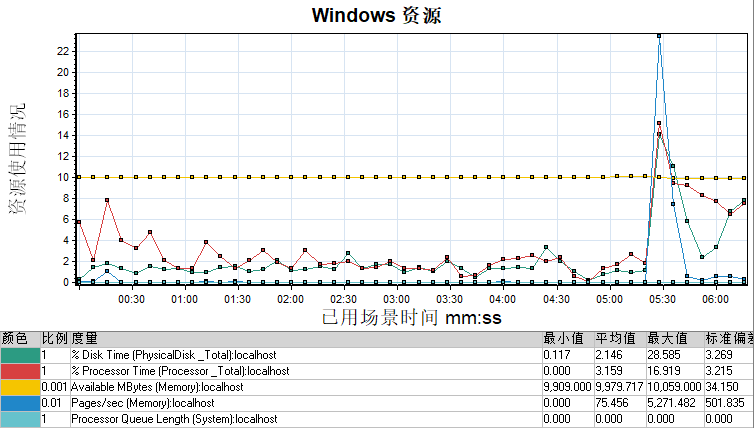 Windows 资源
资源使用情况
22
20
18
16
14
12
10
8
6
4
2
0
00:30 01:00 01:30 02:00 02:30 03:00 03:30 04:00 04:30 05:00 05:30 06:00
已用场景时间 mm:ss
颜色 比例 度量 最小值 平均值 最大值 标准偏差
1 % Disk Time (PhysicalDisk _Total):localhost 0.117 2.146 28.585 3.269
1 % Processor Time (Processor _Total):localhost 0.000 3.159 16.919 3.215
0.001 Available MBytes (Memory):localhost 9,909.000 9,979.717 10,059.000 34.150
0.01 Pages/sec (Memory):localhost 0.000 75.456 5,271.482 501.835
1 Processor Queue Length (System):localhost 0.000 0.000 0.000 0.000